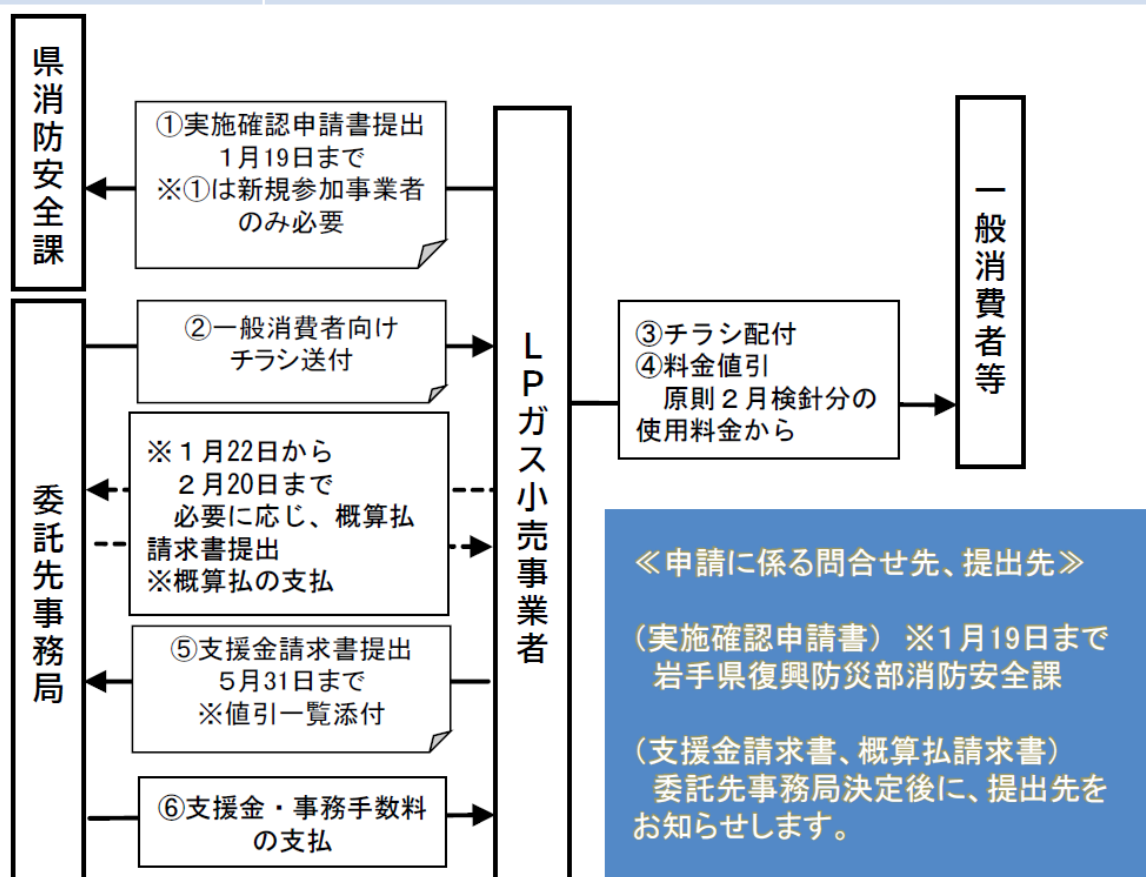 県消防安全課
①実施確認申請書提出
1月19日まで
※①は新規参加事業者
のみ必要
委託先事務局
②一般消費者向け
チラシ送付
※１月22日から
２月20日まで
必要に応じ、概算払
請求書提出
※概算払の支払
⑤支援金請求書提出
５月31日まで
※値引一覧添付
⑥支援金・事務手数料
の支払
ＬＰガス小売事業者
③チラシ配付
④料金値引
原則２月検針分の
使用料金から
一般消費者等
≪申請に係る問合せ先、提出先≫
（実施確認申請書）　※１月19日まで
岩手県復興防災部消防安全課
（支援金請求書、概算払請求書）
委託先事務局決定後に、提出先を
お知らせします。